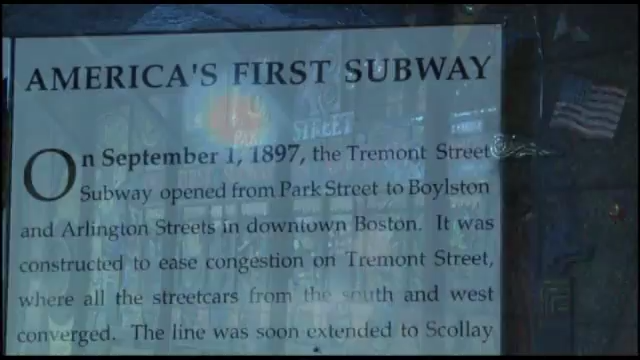 AMERICA'S FIRST SUBWAY
PARK
STREET
On September 1, 1897, the Tremont Street
Subway opened from Park Street to Boylston
and Arlington Streets in downtown Boston. It was
constructed to ease congestion on Tremont Street,
where all the streetcars from the south and west
converged. The line was soon extended to Scollay